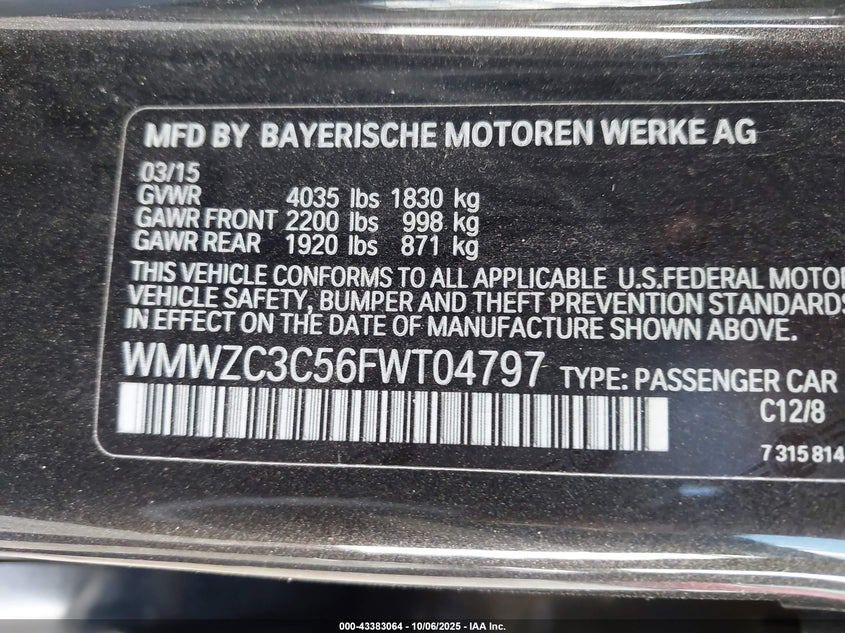 MFD BY BAYERISCHE MOTOREN WERKE AG
03/15
GVWR 4035 lbs 1830 kg
GAWR FRONT 2200 lbs 998 kg
GAWR REAR 1920 lbs 871 kg
THIS VEHICLE CONFORMS TO ALL APPLICABLE U.S.FEDERAL MOTOR
VEHICLE SAFETY, BUMPER AND THEFT PREVENTION STANDARDS
IN EFFECT ON THE DATE OF MANUFACTURE SHOWN ABOVE.
WMWZC3C56FWT04797 TYPE: PASSENGER CAR
C12/8
7 315 814
000-43383064 | 10/06/2025 - IAA Inc.